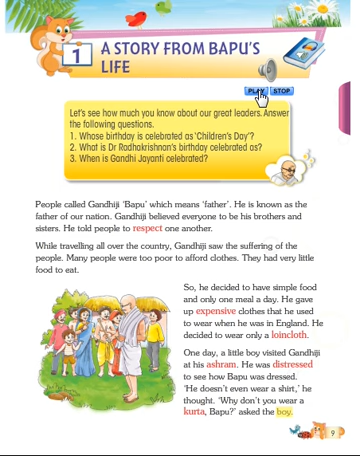 1
A STORY FROM BAPU'S
LIFE
PLAY STOP
Let's see how much you know about our great leaders. Answer
the following questions.
1. Whose birthday is celebrated as 'Children's Day'?
2. What is Dr Radhakrishnan's birthday celebrated as?
3. When is Gandhi Jayanti celebrated?
People called Gandhiji 'Bapu' which means 'father'. He is known as the
father of our nation. Gandhiji believed everyone to be his brothers and
sisters. He told people to respect one another.
While travelling all over the country, Gandhiji saw the suffering of the
people. Many people were too poor to afford clothes. They had very little
food to eat.
So, he decided to have simple food
and only one meal a day. He gave
up expensive clothes that he used
to wear when he was in England. He
decided to wear only a loincloth.
One day, a little boy visited Gandhiji
at his ashram. He was distressed
to see how Bapu was dressed.
'He doesn't even wear a shirt,' he
thought. 'Why don't you wear a
kurta, Bapu?' asked the boy.
9